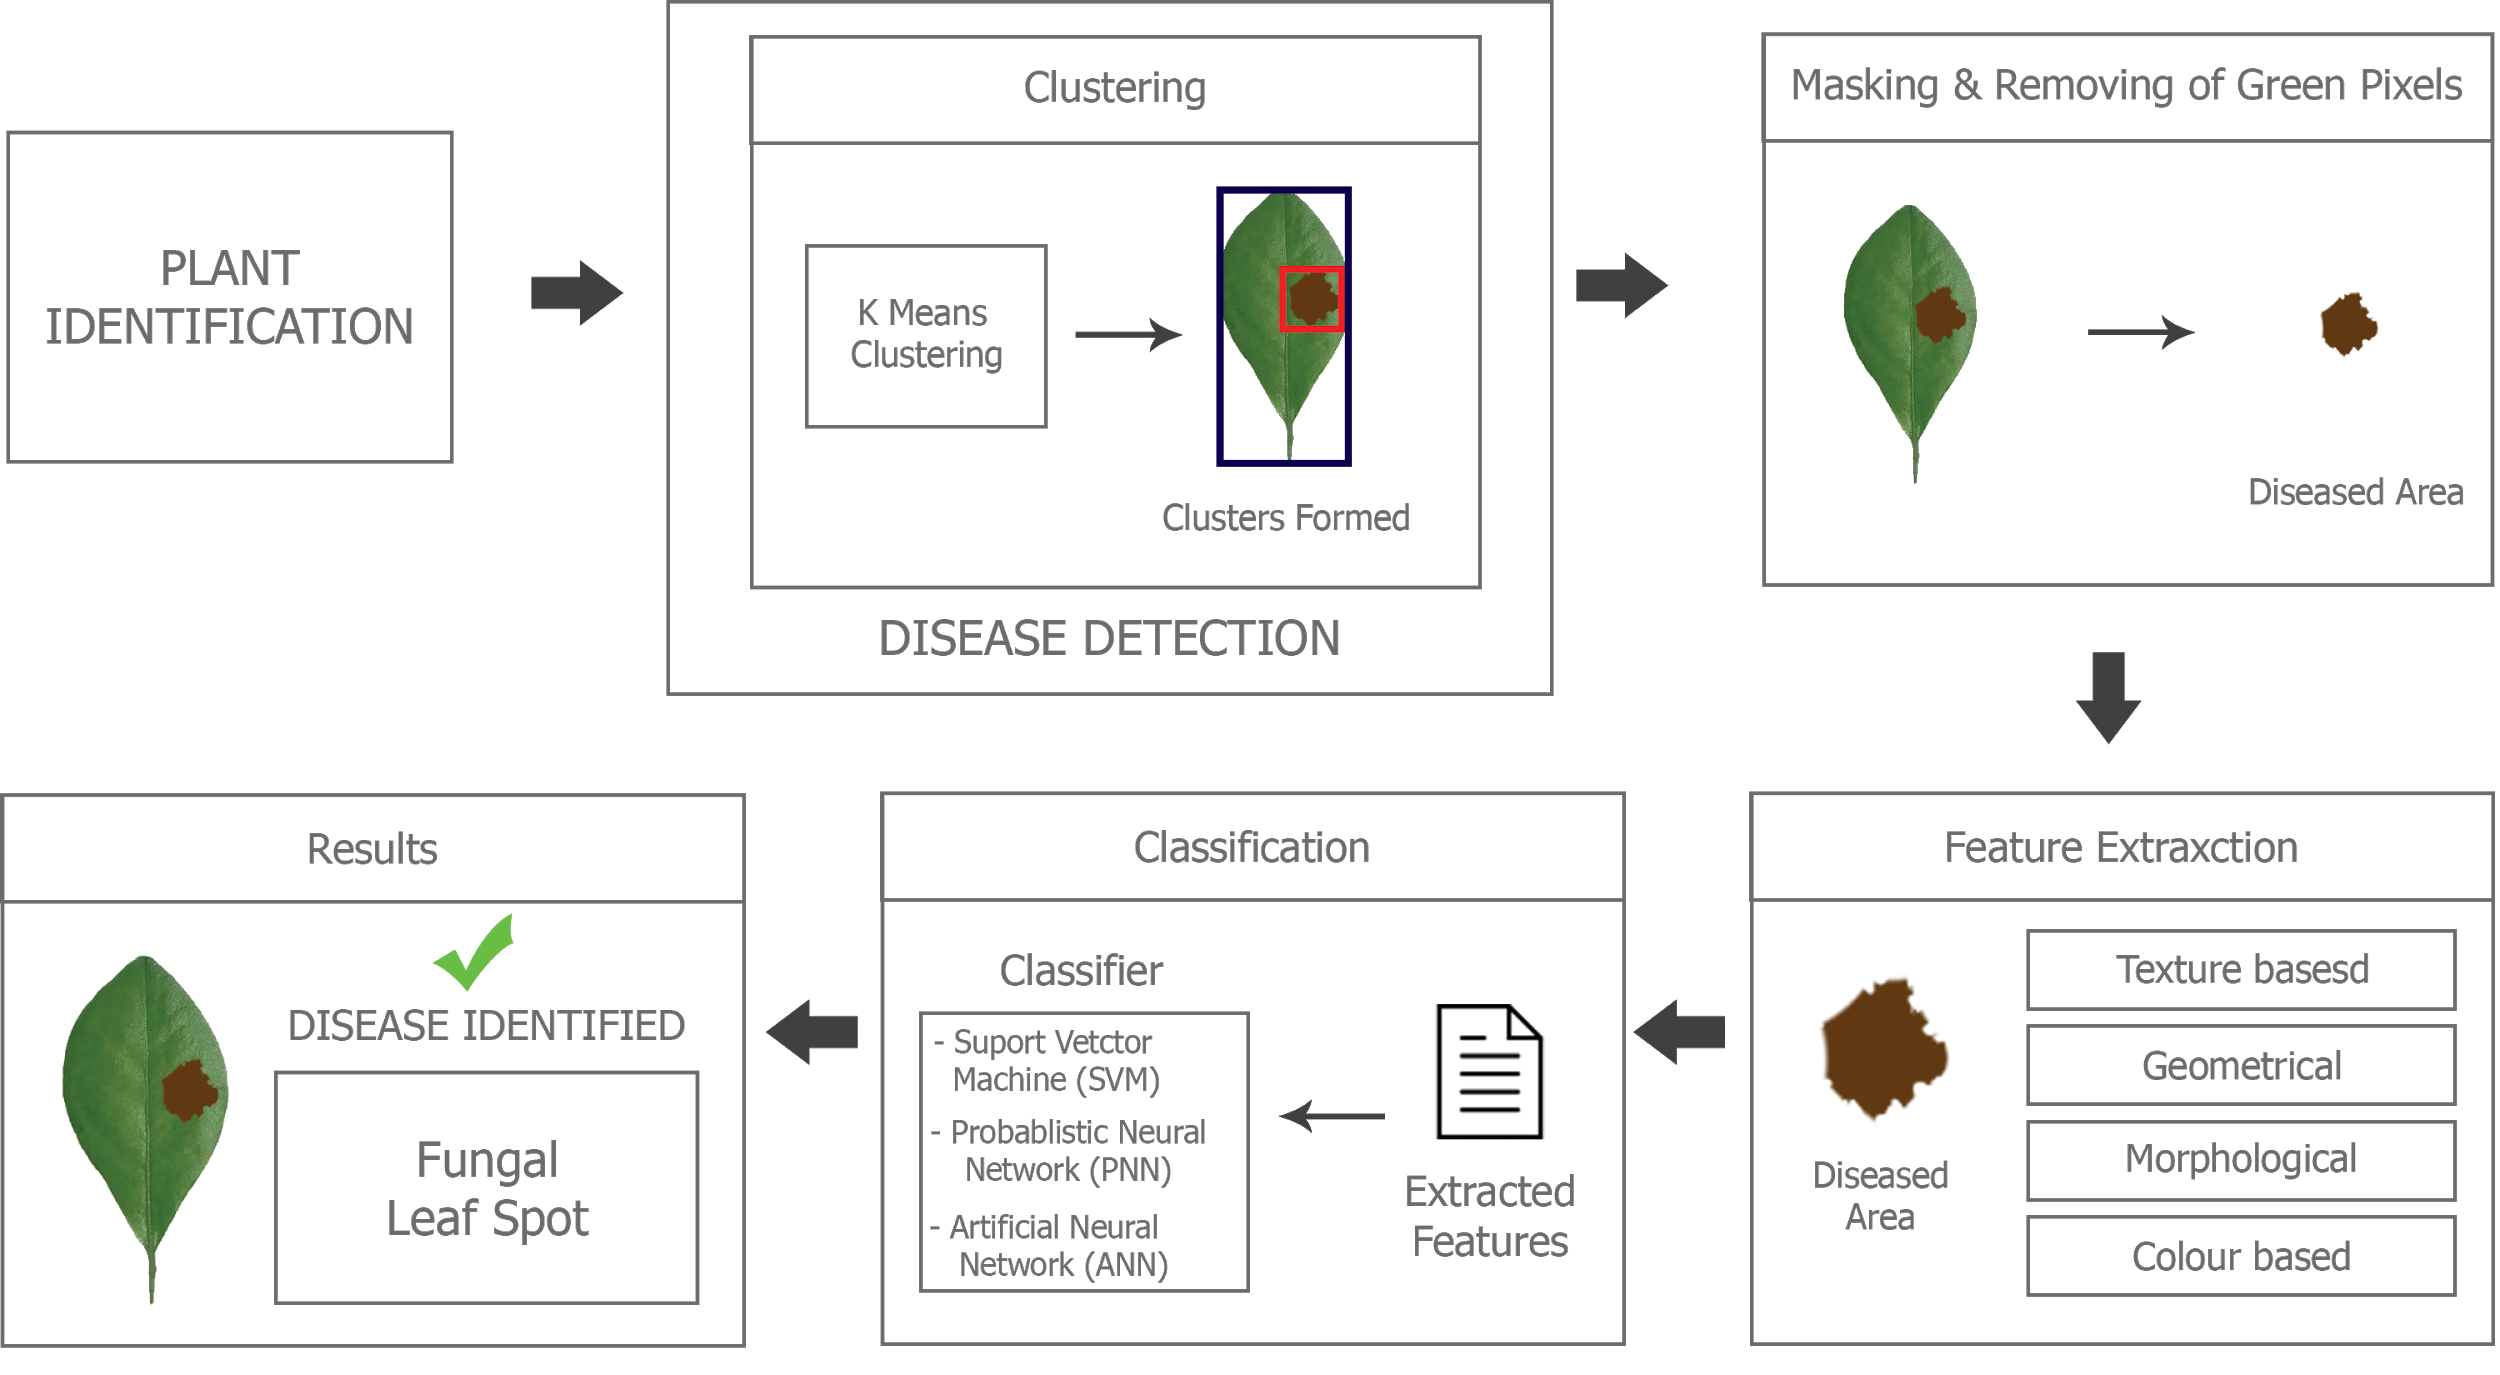 PLANT
IDENTIFICATION
Clustering
K Means
Clustering
Clusters Formed
DISEASE DETECTION
Masking & Removing of Green Pixels
Diseased Area
Feature Extraxction
Diseased
Area
Texture basesd
Geometrical
Morphological
Colour based
Classification
Classifier
- Suport Vetctor
Machine (SVM)
- Probablistic Neural
Network (PNN)
- Artificial Neural
Network (ANN)
Extracted
Features
Results
DISEASE IDENTIFIED
Fungal
Leaf Spot